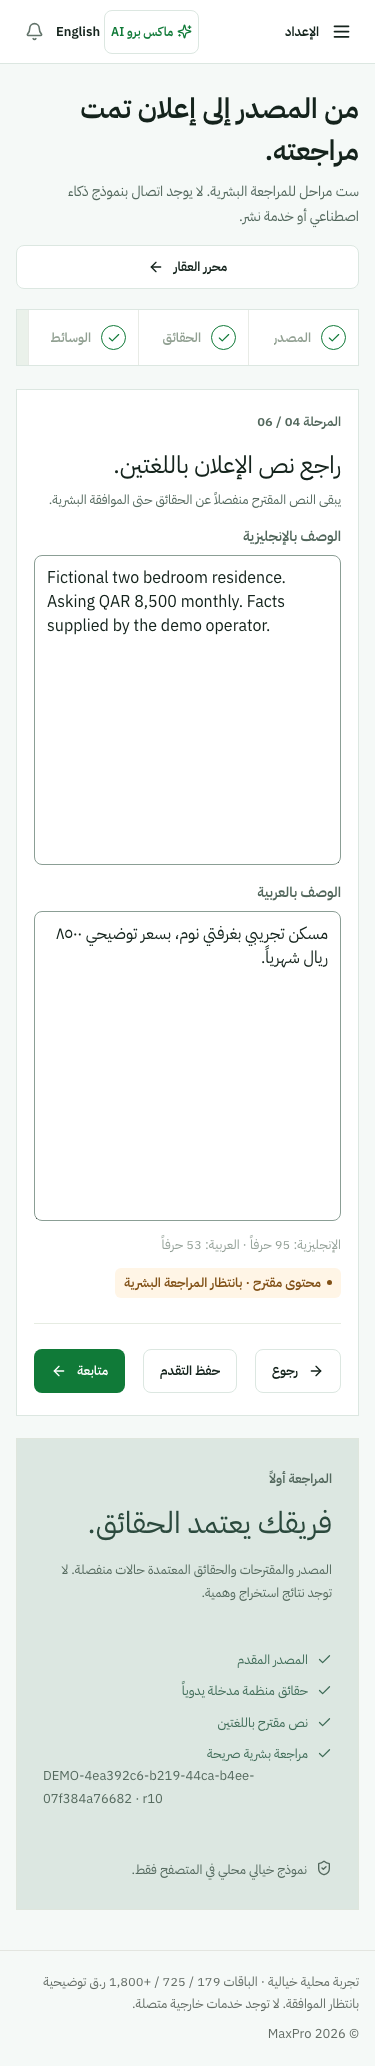 الإعداد
ماكس برو AI
English
من المصدر إلى إعلان تمت
مراجعته.
ست مراحل للمراجعة البشرية. لا يوجد اتصال بنموذج ذكاء
اصطناعي أو خدمة نشر.
محرر العقار
المصدر
الحقائق
الوسائط
المرحلة 04 / 06
راجع نص الإعلان باللغتين.
يبقى النص المقترح منفصلاً عن الحقائق حتى الموافقة البشرية.
الوصف بالإنجليزية
Fictional two bedroom residence.
Asking QAR 8,500 monthly. Facts
supplied by the demo operator.
الوصف بالعربية
مسكن تجريبي بغرفتي نوم، بسعر توضيحي ٨٥٠٠
ريال شهرياً.
الإنجليزية: 95 حرفاً · العربية: 53 حرفاً
محتوى مقترح · بانتظار المراجعة البشرية
رجوع
حفظ التقدم
متابعة
المراجعة أولاً
فريقك يعتمد الحقائق.
المصدر والمقترحات والحقائق المعتمدة حالات منفصلة. لا
توجد نتائج استخراج وهمية.
المصدر المقدم
حقائق منظمة مدخلة يدوياً
نص مقترح باللغتين
مراجعة بشرية صريحة
DEMO-4ea392c6-b219-44ca-b4ee-
07f384a76682 · r10
نموذج خيالي محلي في المتصفح فقط.
تجربة محلية خيالية · الباقات 179 / 725 / +1,800 ر.ق توضيحية
بانتظار الموافقة. لا توجد خدمات خارجية متصلة.
© 2026 MaxPro